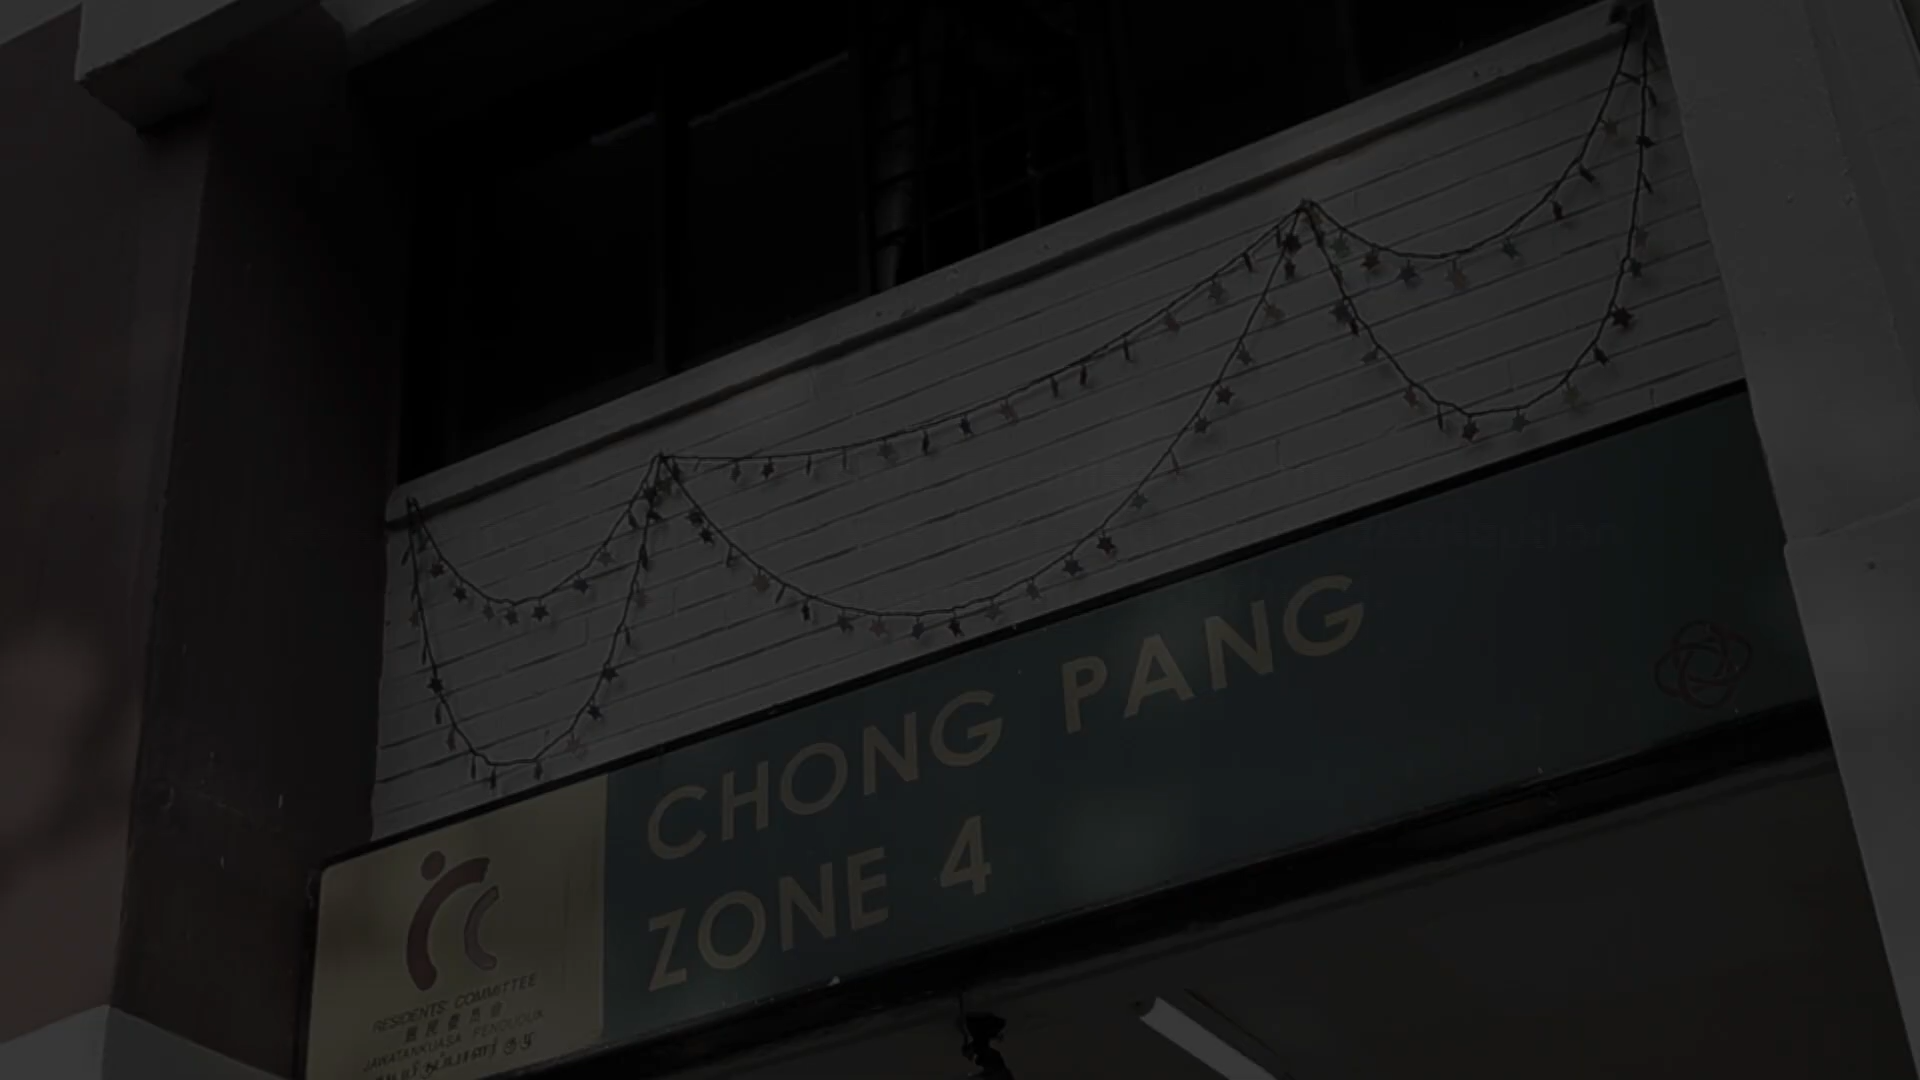 CHONG PANG
ZONE 4
RESIDENTS' COMMITTEE
居民委员会
JAWATANKUASA PENDUDUK